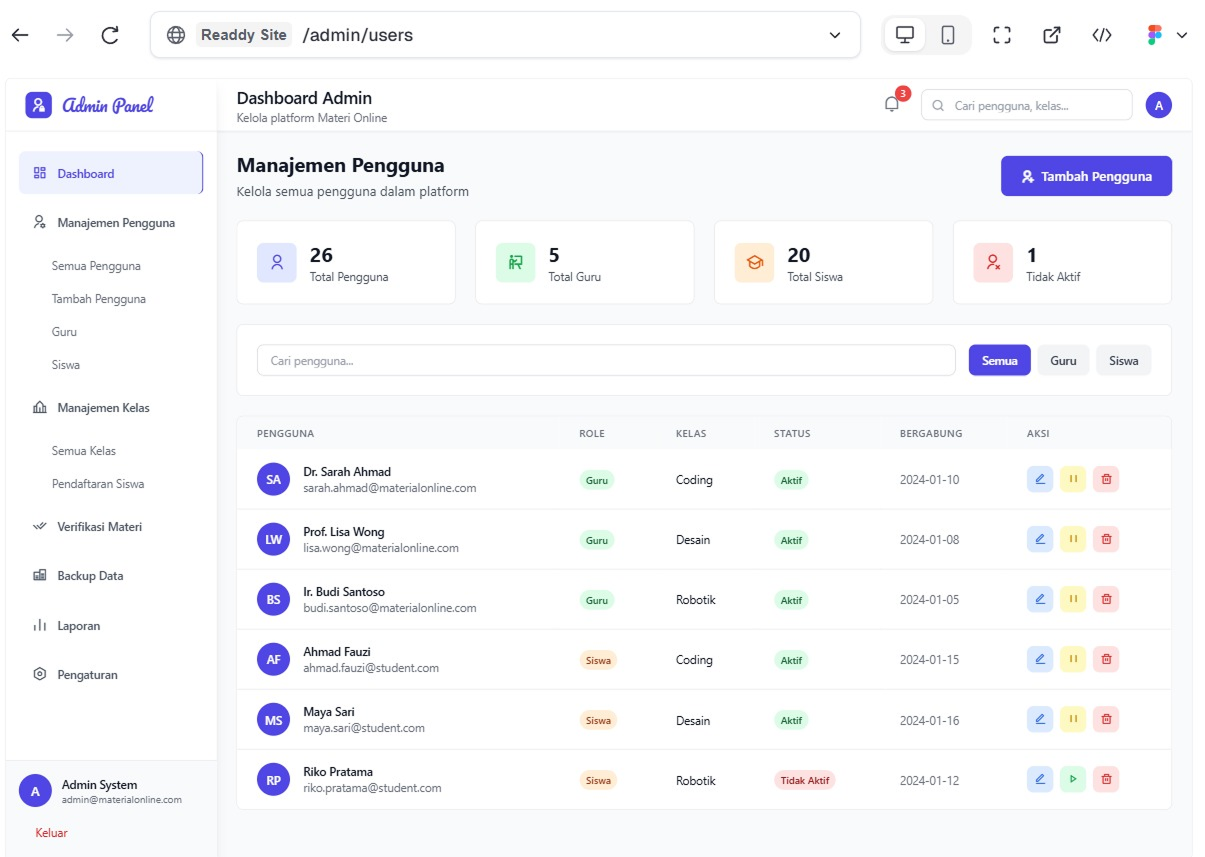 Readdy Site /admin/users
Admin Panel
Dashboard Admin
Kelola platform Materi Online
3
Cari pengguna, kelas...
A
Dashboard
Manajemen Pengguna
Semua Pengguna
Tambah Pengguna
Guru
Siswa
Manajemen Kelas
Semua Kelas
Pendaftaran Siswa
Verifikasi Materi
Backup Data
Laporan
Pengaturan
A
Admin System
admin@materialonline.com
Keluar
Manajemen Pengguna
Kelola semua pengguna dalam platform
Tambah Pengguna
26
Total Pengguna
5
Total Guru
20
Total Siswa
1
Tidak Aktif
Cari pengguna...
Semua Guru Siswa
PENGGUNA ROLE KELAS STATUS BERGABUNG AKSI
SA Dr. Sarah Ahmad
sarah.ahmad@materialonline.com
Guru Coding Aktif 2024-01-10
LW Prof. Lisa Wong
lisa.wong@materialonline.com
Guru Desain Aktif 2024-01-08
BS Ir. Budi Santoso
budi.santoso@materialonline.com
Guru Robotik Aktif 2024-01-05
AF Ahmad Fauzi
ahmad.fauzi@student.com
Siswa Coding Aktif 2024-01-15
MS Maya Sari
maya.sari@student.com
Siswa Desain Aktif 2024-01-16
RP Riko Pratama
riko.pratama@student.com
Siswa Robotik Tidak Aktif 2024-01-12